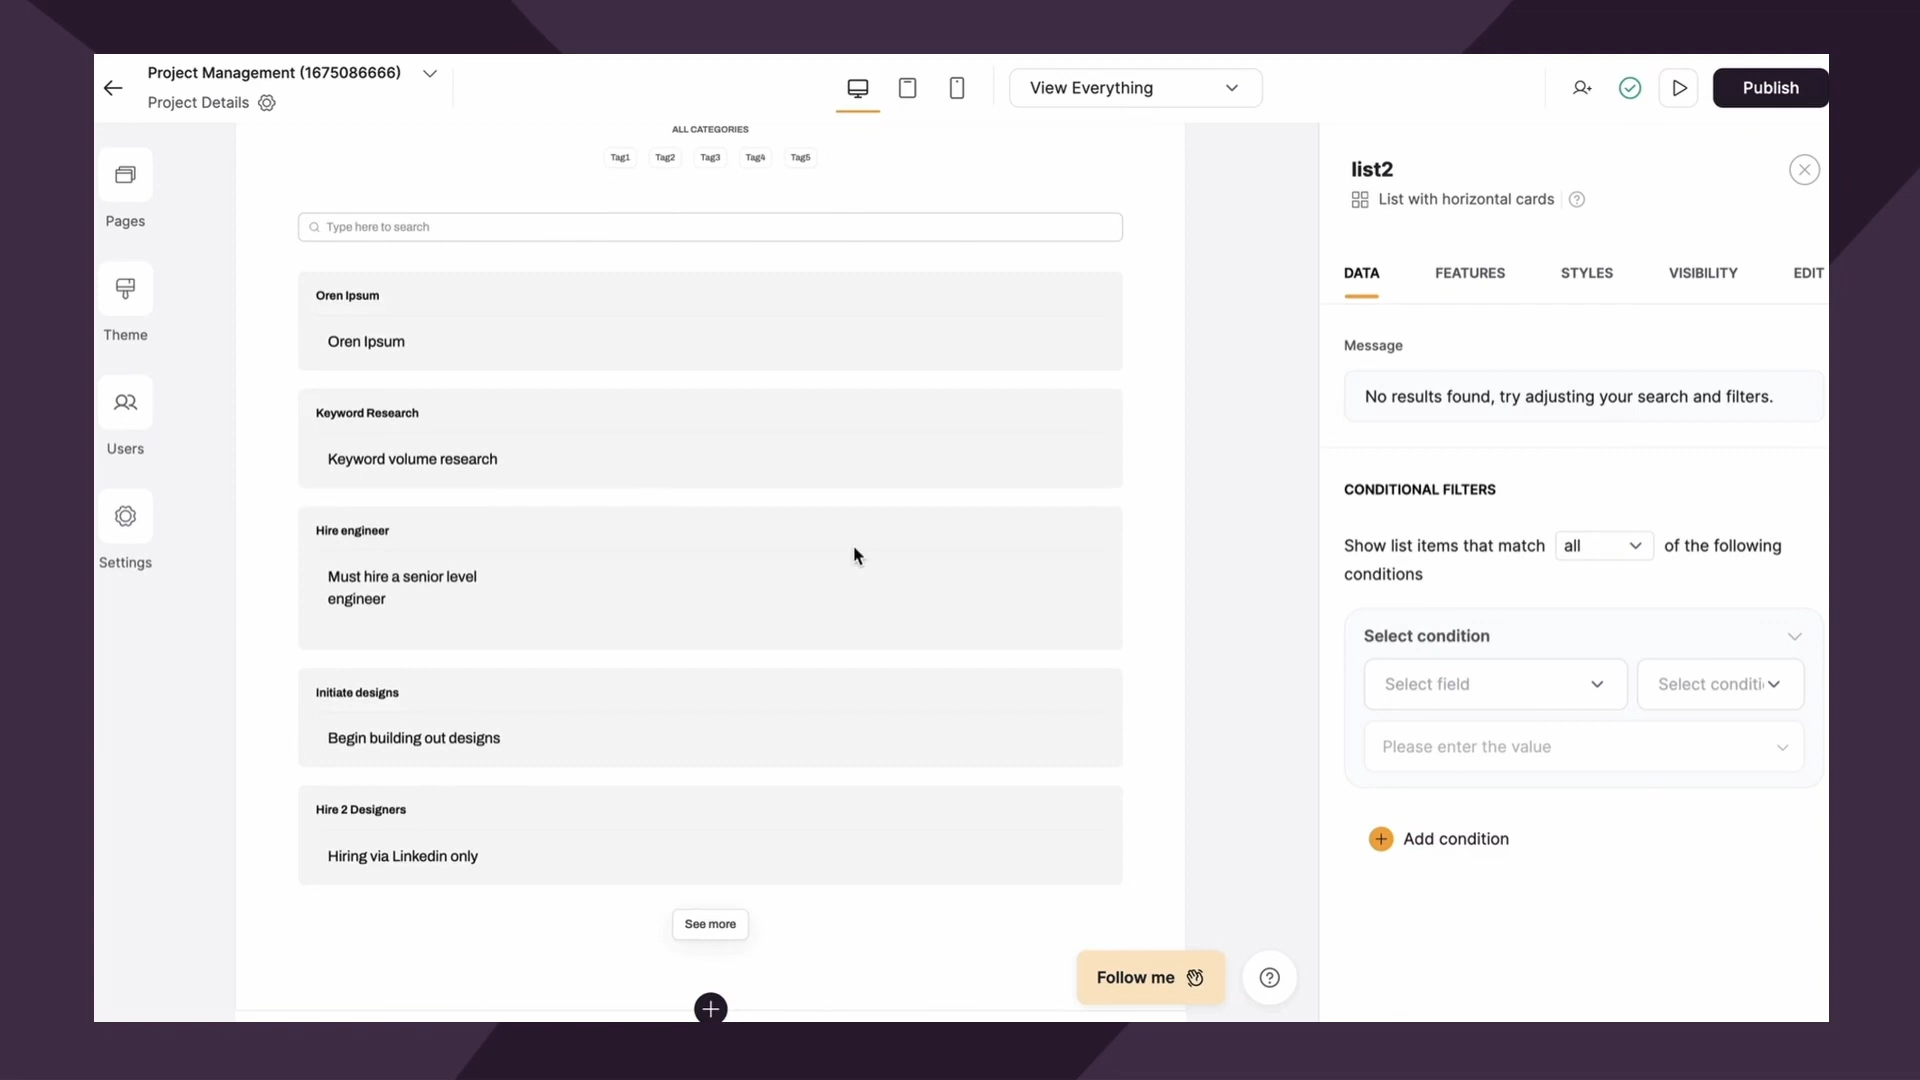 Project Management (1675086666)
Project Details
View Everything
Publish
Pages
Theme
Users
Settings
ALL CATEGORIES
Tag1 Tag2 Tag3 Tag4 Tag5
Type here to search
Oren Ipsum
Oren Ipsum
Keyword Research
Keyword volume research
Hire engineer
Must hire a senior level
engineer
Initiate designs
Begin building out designs
Hire 2 Designers
Hiring via Linkedin only
See more
Follow me
list2
List with horizontal cards
DATA FEATURES STYLES VISIBILITY EDIT
Message
No results found, try adjusting your search and filters.
CONDITIONAL FILTERS
Show list items that match all of the following
conditions
Select condition
Select field Select conditi
Please enter the value
Add condition